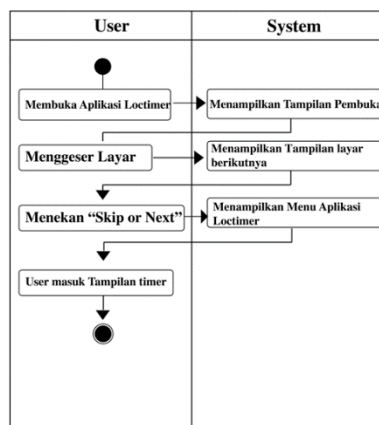 User
System
Membuka Aplikasi Loctimer
Menampilkan Tampilan Pembuka
Menggeser Layar
Menampilkan Tampilan layar
berikutnya
Menekan “Skip or Next”
Menampilkan Menu Aplikasi
Loctimer
User masuk Tampilan timer